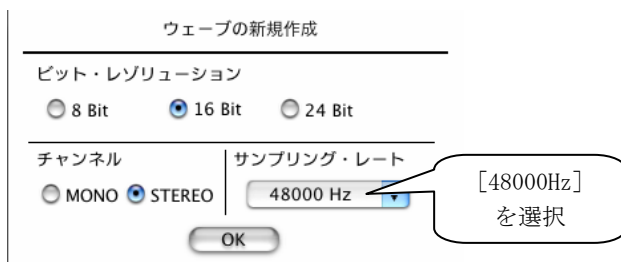 ウェーブの新規作成
ビット・レゾリューション
8 Bit 16 Bit 24 Bit
チャンネル
MONO STEREO
サンプリング・レート
48000 Hz
OK
[48000Hz]
を選択